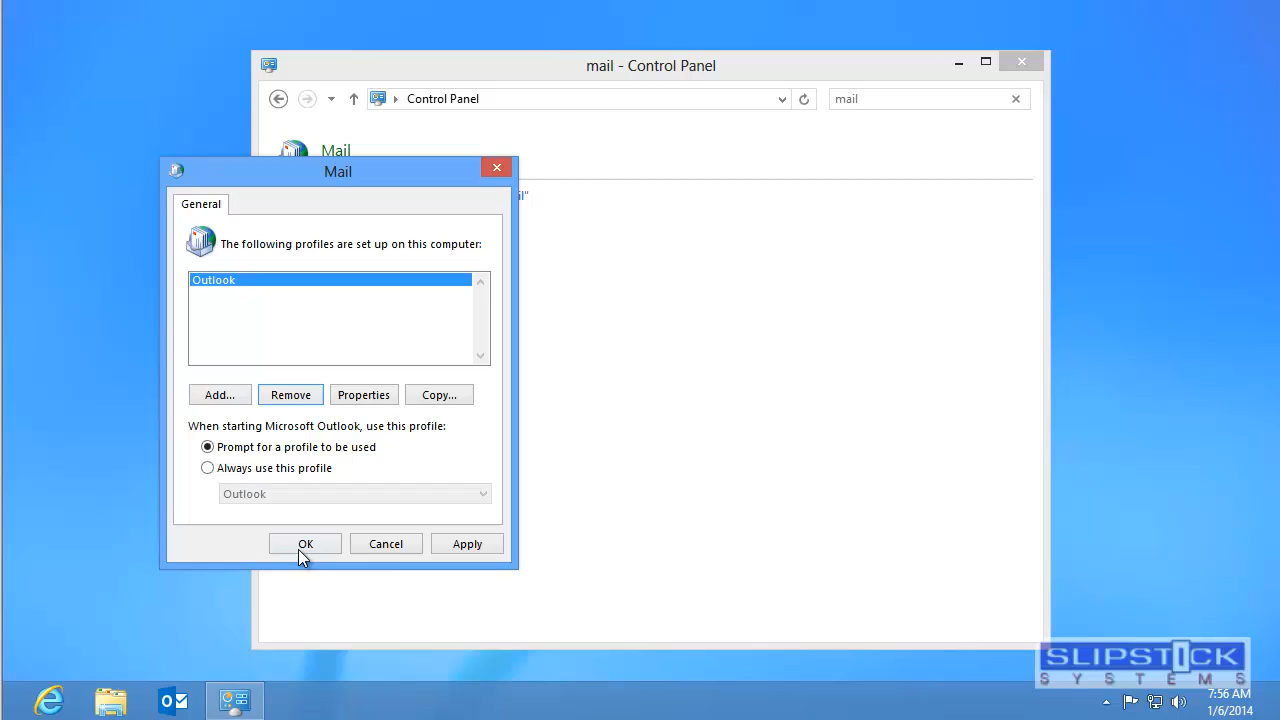 mail - Control Panel
Control Panel
mail
Mail
il"
Mail
General
The following profiles are set up on this computer:
Outlook
Add...
Remove
Properties
Copy...
When starting Microsoft Outlook, use this profile:
Prompt for a profile to be used
Always use this profile
Outlook
OK
Cancel
Apply
SLIPSTICK
SYSTEMS
7:56 AM
1/6/2014